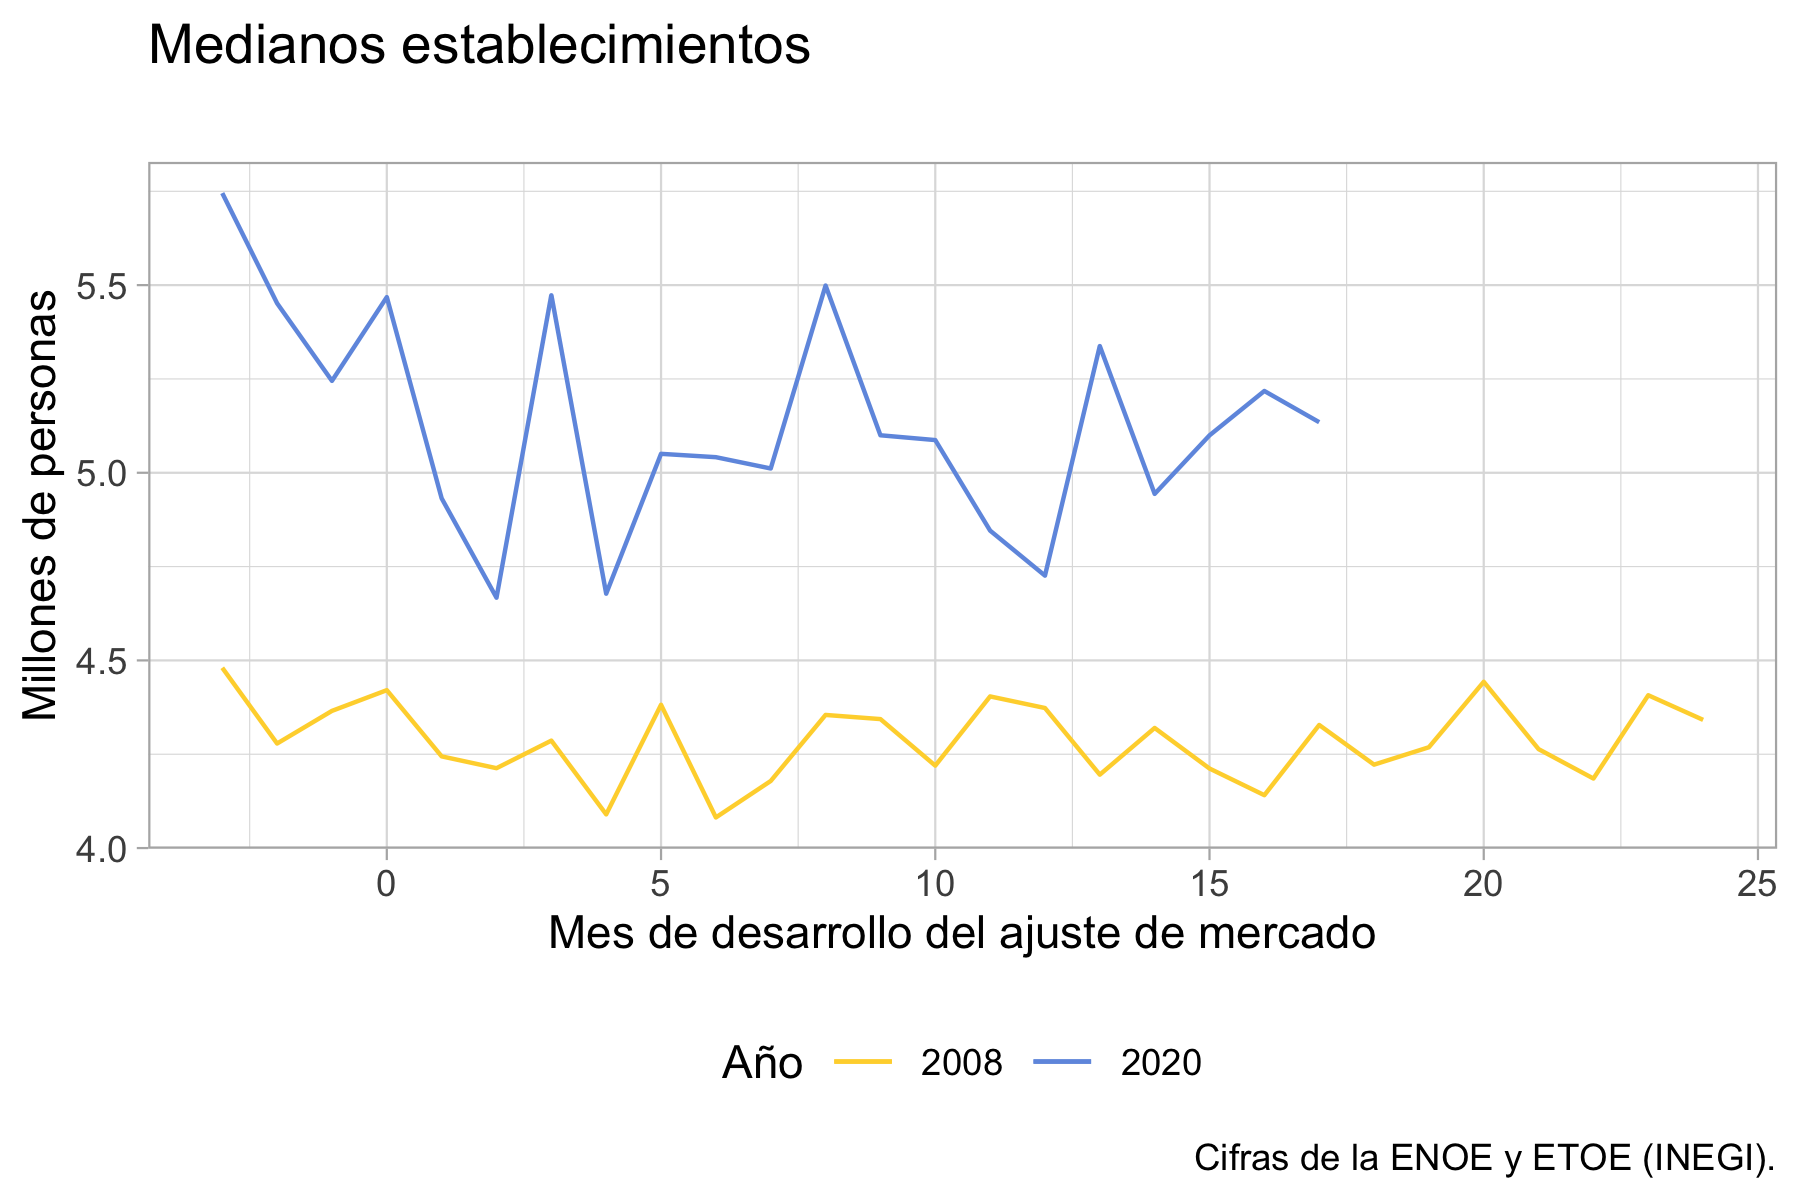 Medianos establecimientos
Millones de personas
5.5
5.0
4.5
4.0
0 5 10 15 20 25
Mes de desarrollo del ajuste de mercado
Año 2008 2020
Cifras de la ENOE y ETOE (INEGI).